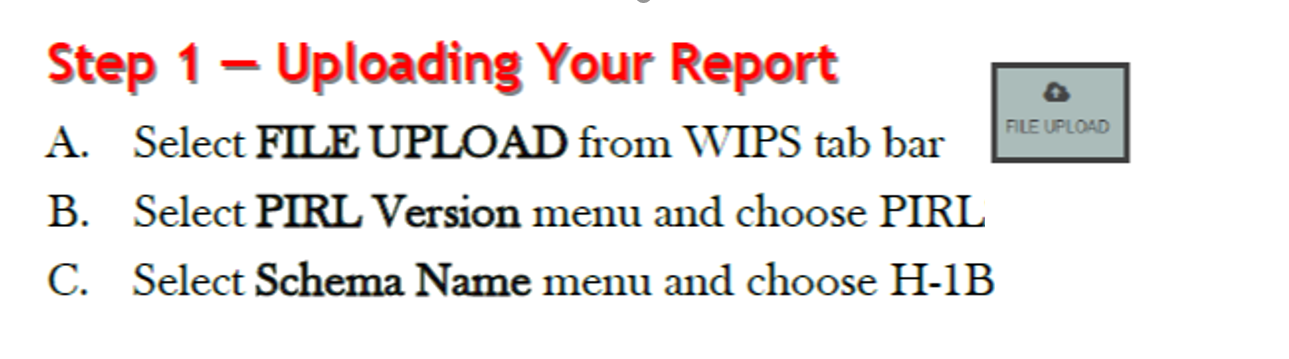 Step 1 — Uploading Your Report
FILE UPLOAD
A. Select FILE UPLOAD from WIPS tab bar
B. Select PIRL Version menu and choose PIRL
C. Select Schema Name menu and choose H-1B